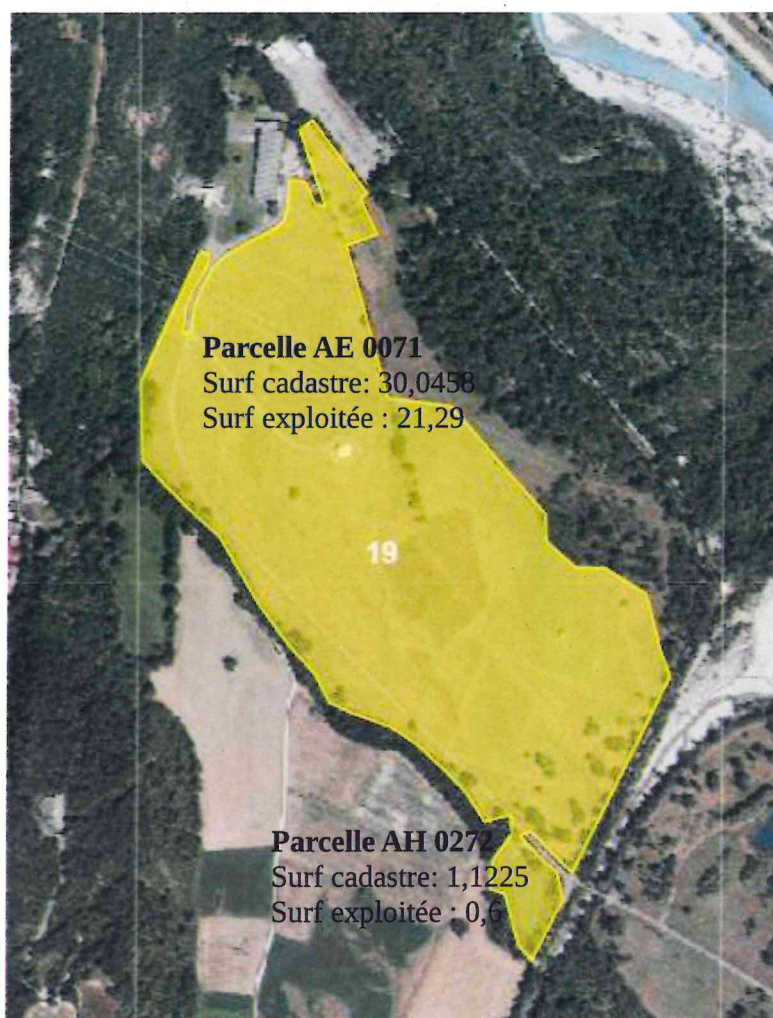 Parcelle AE 0071
Surf cadastre: 30,0458
Surf exploitée : 21,29
19
Parcelle AH 0272
Surf cadastre: 1,1225
Surf exploitée : 0,6